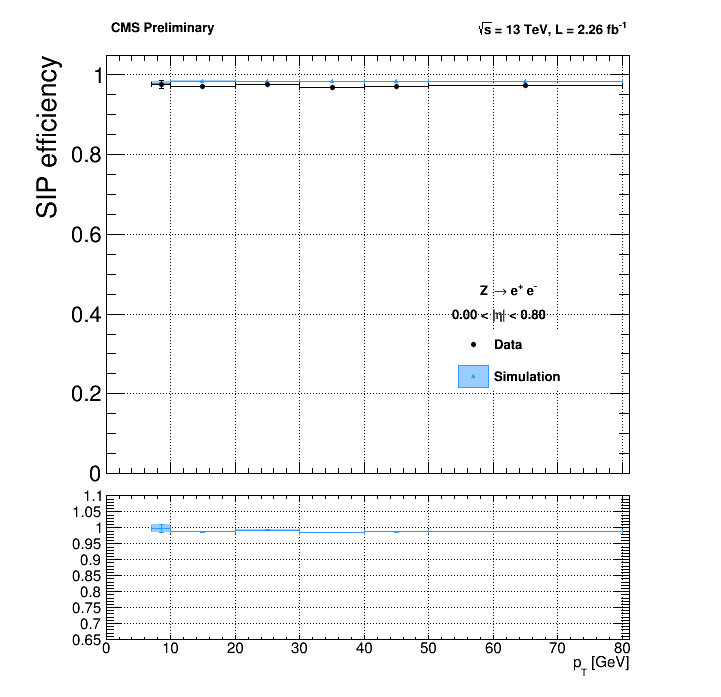 CMS Preliminary
√s = 13 TeV, L = 2.26 fb⁻¹
SIP efficiency
1
0.8
0.6
0.4
0.2
0
Z → e⁺ e⁻
0.00 < |η| < 0.80
Data
Simulation
1.1
1.05
1
0.95
0.9
0.85
0.8
0.75
0.7
0.65
0 10 20 30 40 50 60 70 80
p_T [GeV]